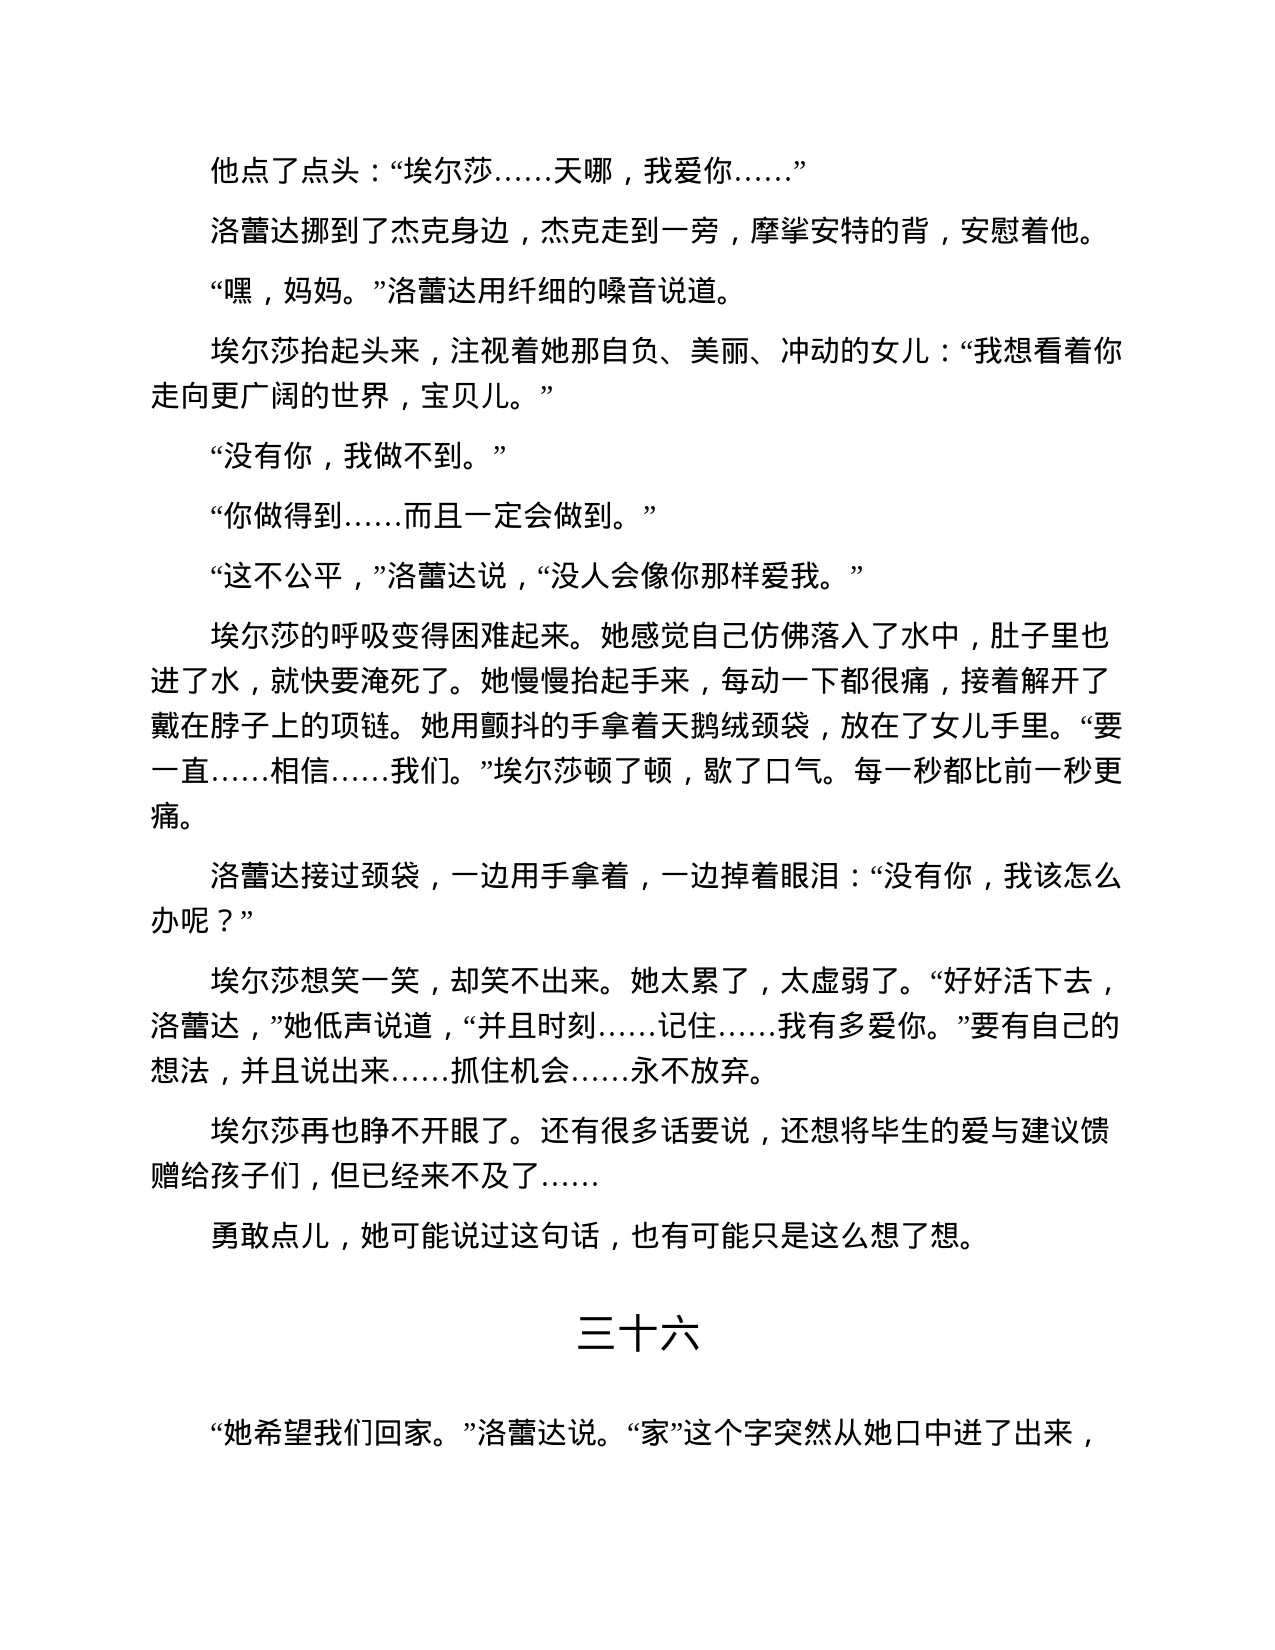 他点了点头：“埃尔莎……天哪，我爱你……”
洛蕾达挪到了杰克身边，杰克走到一旁，摩挲安特的背，安慰着他。
“嘿，妈妈。”洛蕾达用纤细的嗓音说道。
埃尔莎抬起头来，注视着她那自负、美丽、冲动的女儿：“我想看着你
走向更广阔的世界，宝贝儿。”
“没有你，我做不到。”
“你做得到……而且一定会做到。”
“这不公平，”洛蕾达说，“没人会像你那样爱我。”
埃尔莎的呼吸变得困难起来。她感觉自己仿佛落入了水中，肚子里也
进了水，就快要淹死了。她慢慢抬起手来，每动一下都很痛，接着解开了
戴在脖子上的项链。她用颤抖的手拿着天鹅绒颈袋，放在了女儿手里。“要
一直……相信……我们。”埃尔莎顿了顿，歇了口气。每一秒都比前一秒更
痛。
洛蕾达接过颈袋，一边用手拿着，一边掉着眼泪：“没有你，我该怎么
办呢？”
埃尔莎想笑一笑，却笑不出来。她太累了，太虚弱了。“好好活下去，
洛蕾达，”她低声说道，“并且时刻……记住……我有多爱你。”要有自己的
想法，并且说出来……抓住机会……永不放弃。
埃尔莎再也睁不开眼了。还有很多话要说，还想将毕生的爱与建议馈
赠给孩子们，但已经来不及了……
勇敢点儿，她可能说过这句话，也有可能只是这么想了想。
三十六
“她希望我们回家。”洛蕾达说。“家”这个字突然从她口中迸了出来，